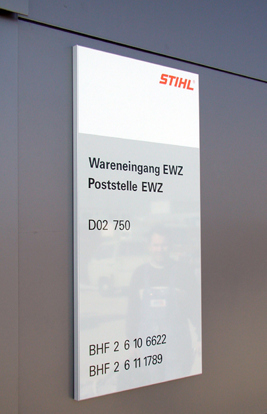 STIHL
Wareneingang EWZ
Poststelle EWZ
D02 750
BHF 2 6 10 6622
BHF 2 6 11 1789